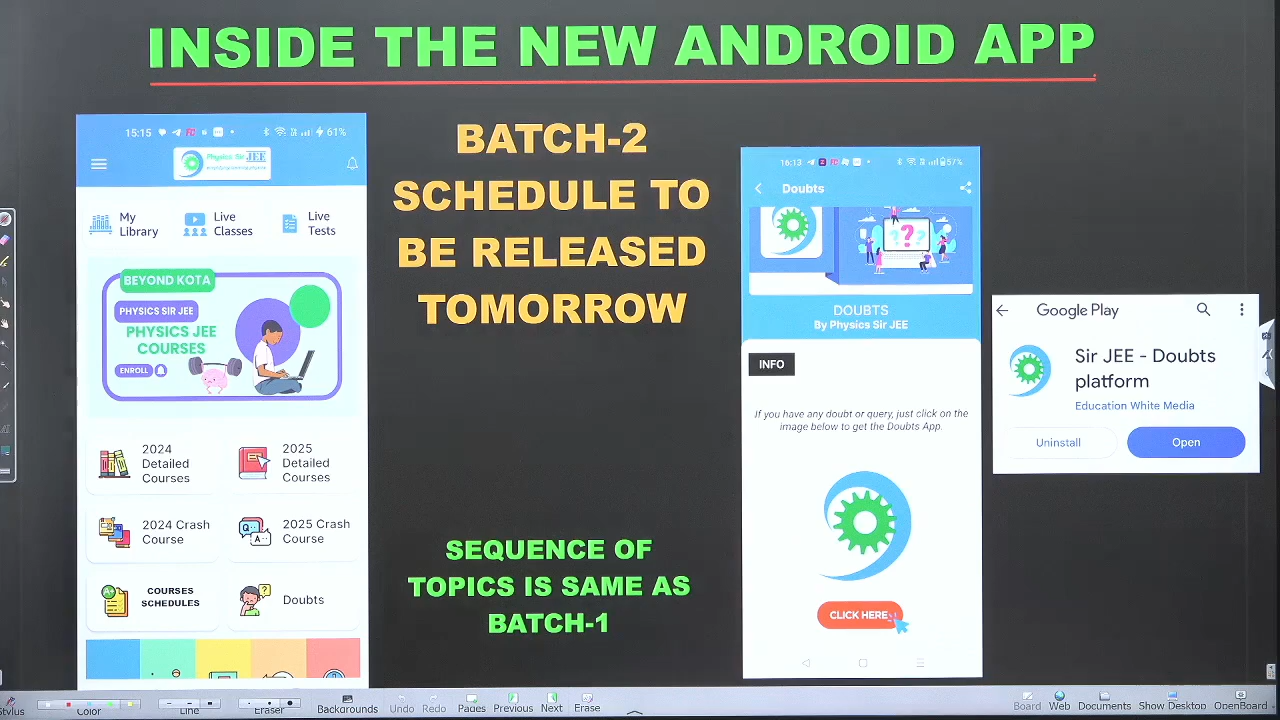 INSIDE THE NEW ANDROID APP
15:15
61%
Physics Sir JEE
My
Library
Live
Classes
Live
Tests
BEYOND KOTA
PHYSICS SIR JEE
PHYSICS JEE
COURSES
ENROLL
2024
Detailed
Courses
2025
Detailed
Courses
2024 Crash
Course
2025 Crash
Course
COURSES
SCHEDULES
Doubts
BATCH-2
SCHEDULE TO
BE RELEASED
TOMORROW
SEQUENCE OF
TOPICS IS SAME AS
BATCH-1
16:13
57%
Doubts
?
DOUBTS
By Physics Sir JEE
INFO
If you have any doubt or query, just click on the
image below to get the Doubts App.
CLICK HERE
Google Play
Sir JEE - Doubts
platform
Education White Media
Uninstall
Open
Stylus
Color
Line
Eraser
Backgrounds
Undo
Redo
Pages
Previous
Next
Erase
Board
Web
Documents
Show Desktop
OpenBoard